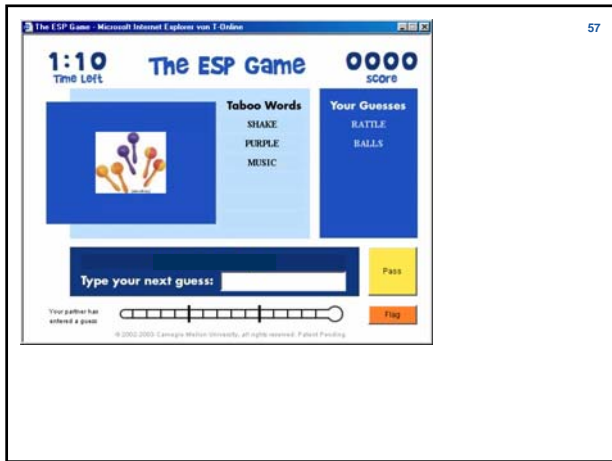 The ESP Game - Microsoft Internet Explorer von T-Online
57
1:10
Time Left
The ESP Game
0000
score
Taboo Words
SHAKE
PURPLE
MUSIC
Your Guesses
RATTLE
BALLS
Type your next guess:
Pass
Your partner has
entered a guess
Flag
© 2002-2003 Carnegie Mellon University, all rights reserved. Patent Pending.